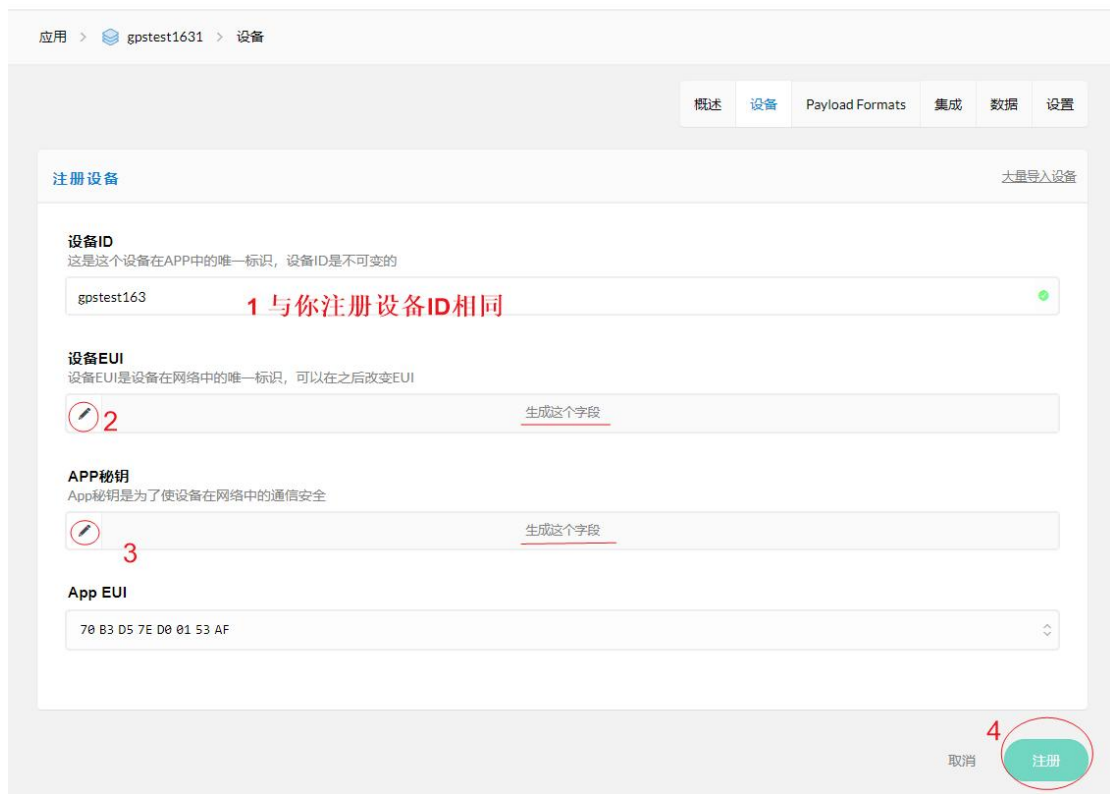 应用 > gpstest1631 > 设备
概述 设备 Payload Formats 集成 数据 设置
注册设备 大量导入设备
设备ID
这是这个设备在APP中的唯一标识，设备ID是不可变的
gpstest163 1 与你注册设备ID相同
设备EUI
设备EUI是设备在网络中的唯一标识，可以在之后改变EUI
2 生成这个字段
APP秘钥
App秘钥是为了使设备在网络中的通信安全
生成这个字段
3
App EUI
70 B3 D5 7E D0 01 53 AF
4
取消 注册